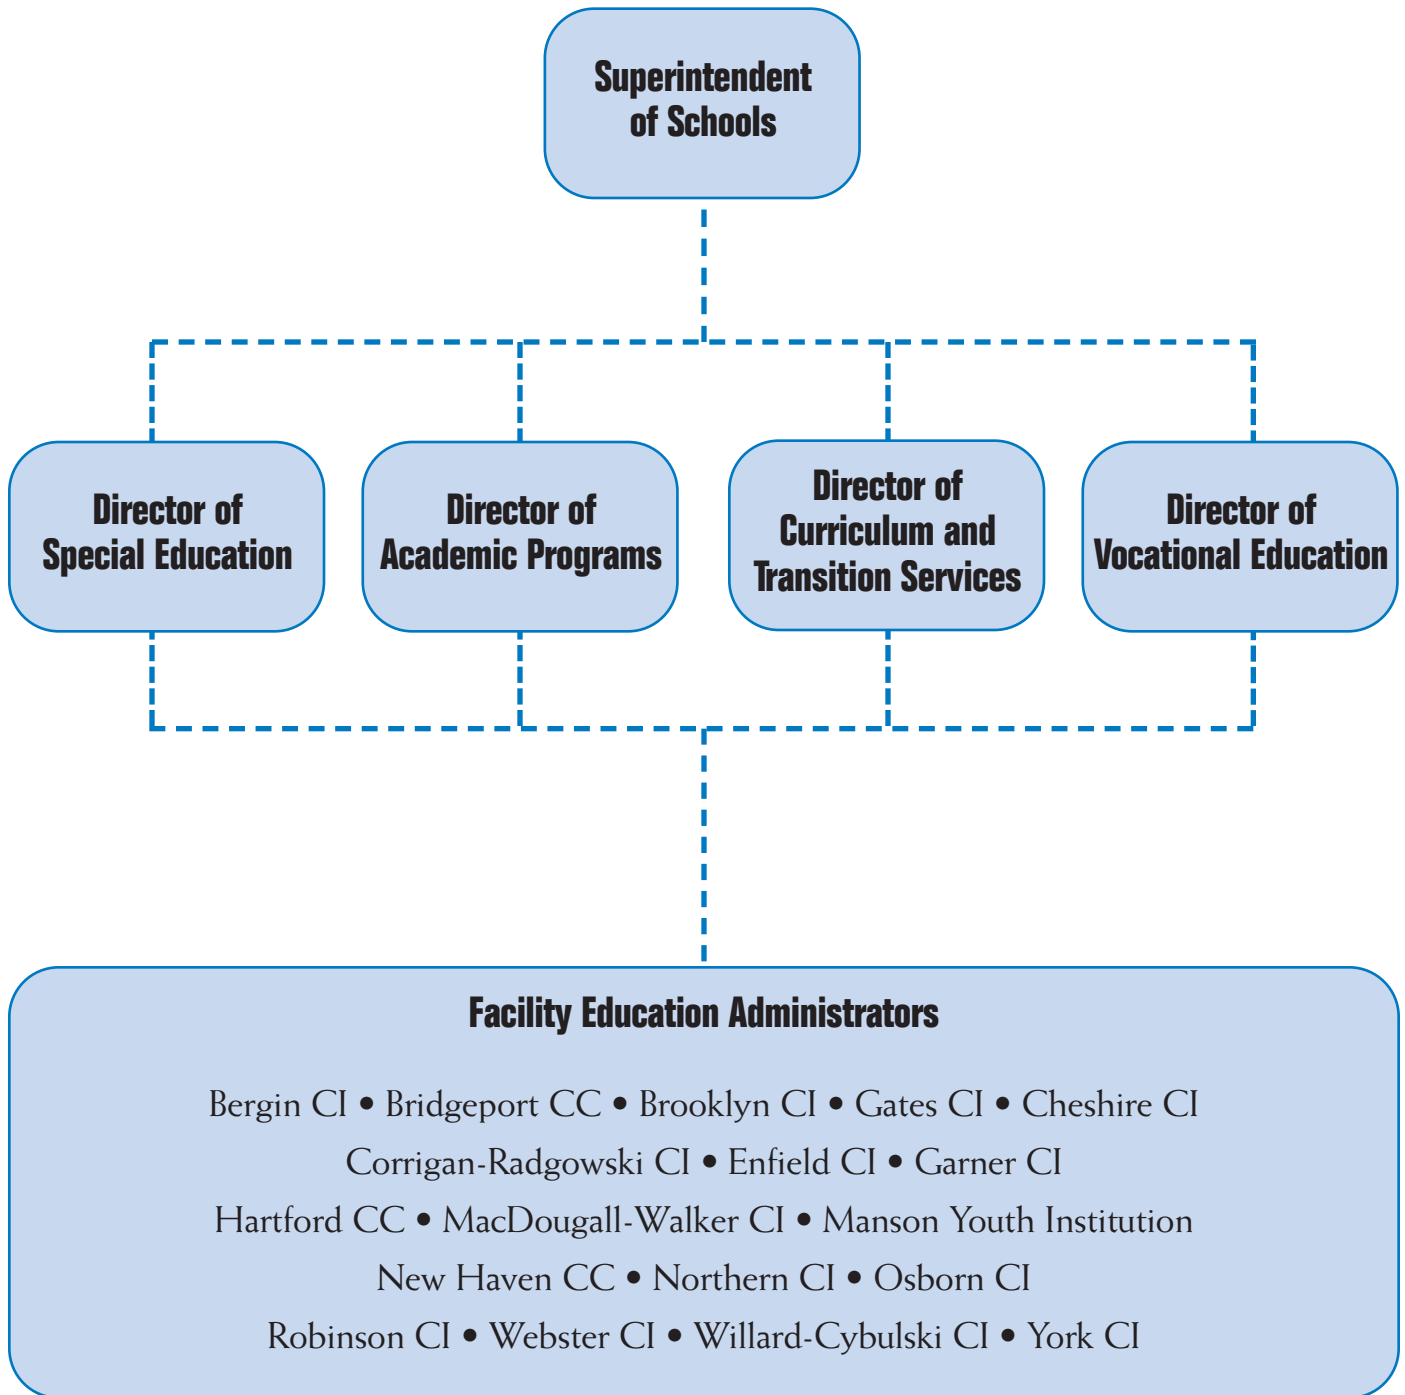 Superintendent
of Schools
Director of
Special Education
Director of
Academic Programs
Director of
Curriculum and
Transition Services
Director of
Vocational Education
Facility Education Administrators
Bergin CI • Bridgeport CC • Brooklyn CI • Gates CI • Cheshire CI
Corrigan-Radgowski CI • Enfield CI • Garner CI
Hartford CC • MacDougall-Walker CI • Manson Youth Institution
New Haven CC • Northern CI • Osborn CI
Robinson CI • Webster CI • Willard-Cybulski CI • York CI